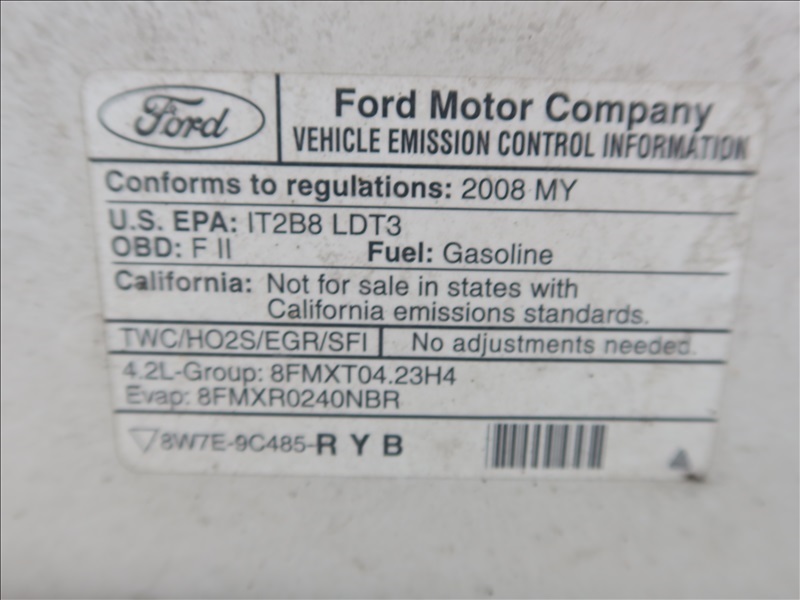 Ford
Ford Motor Company
VEHICLE EMISSION CONTROL INFORMATION
Conforms to regulations: 2008 MY
U.S. EPA: IT2B8 LDT3
OBD: F II Fuel: Gasoline
California: Not for sale in states with
California emissions standards.
TWC/HO2S/EGR/SFI No adjustments needed.
4.2L-Group: 8FMXT04.23H4
Evap: 8FMXR0240NBR
8W7E-9C485-R Y B